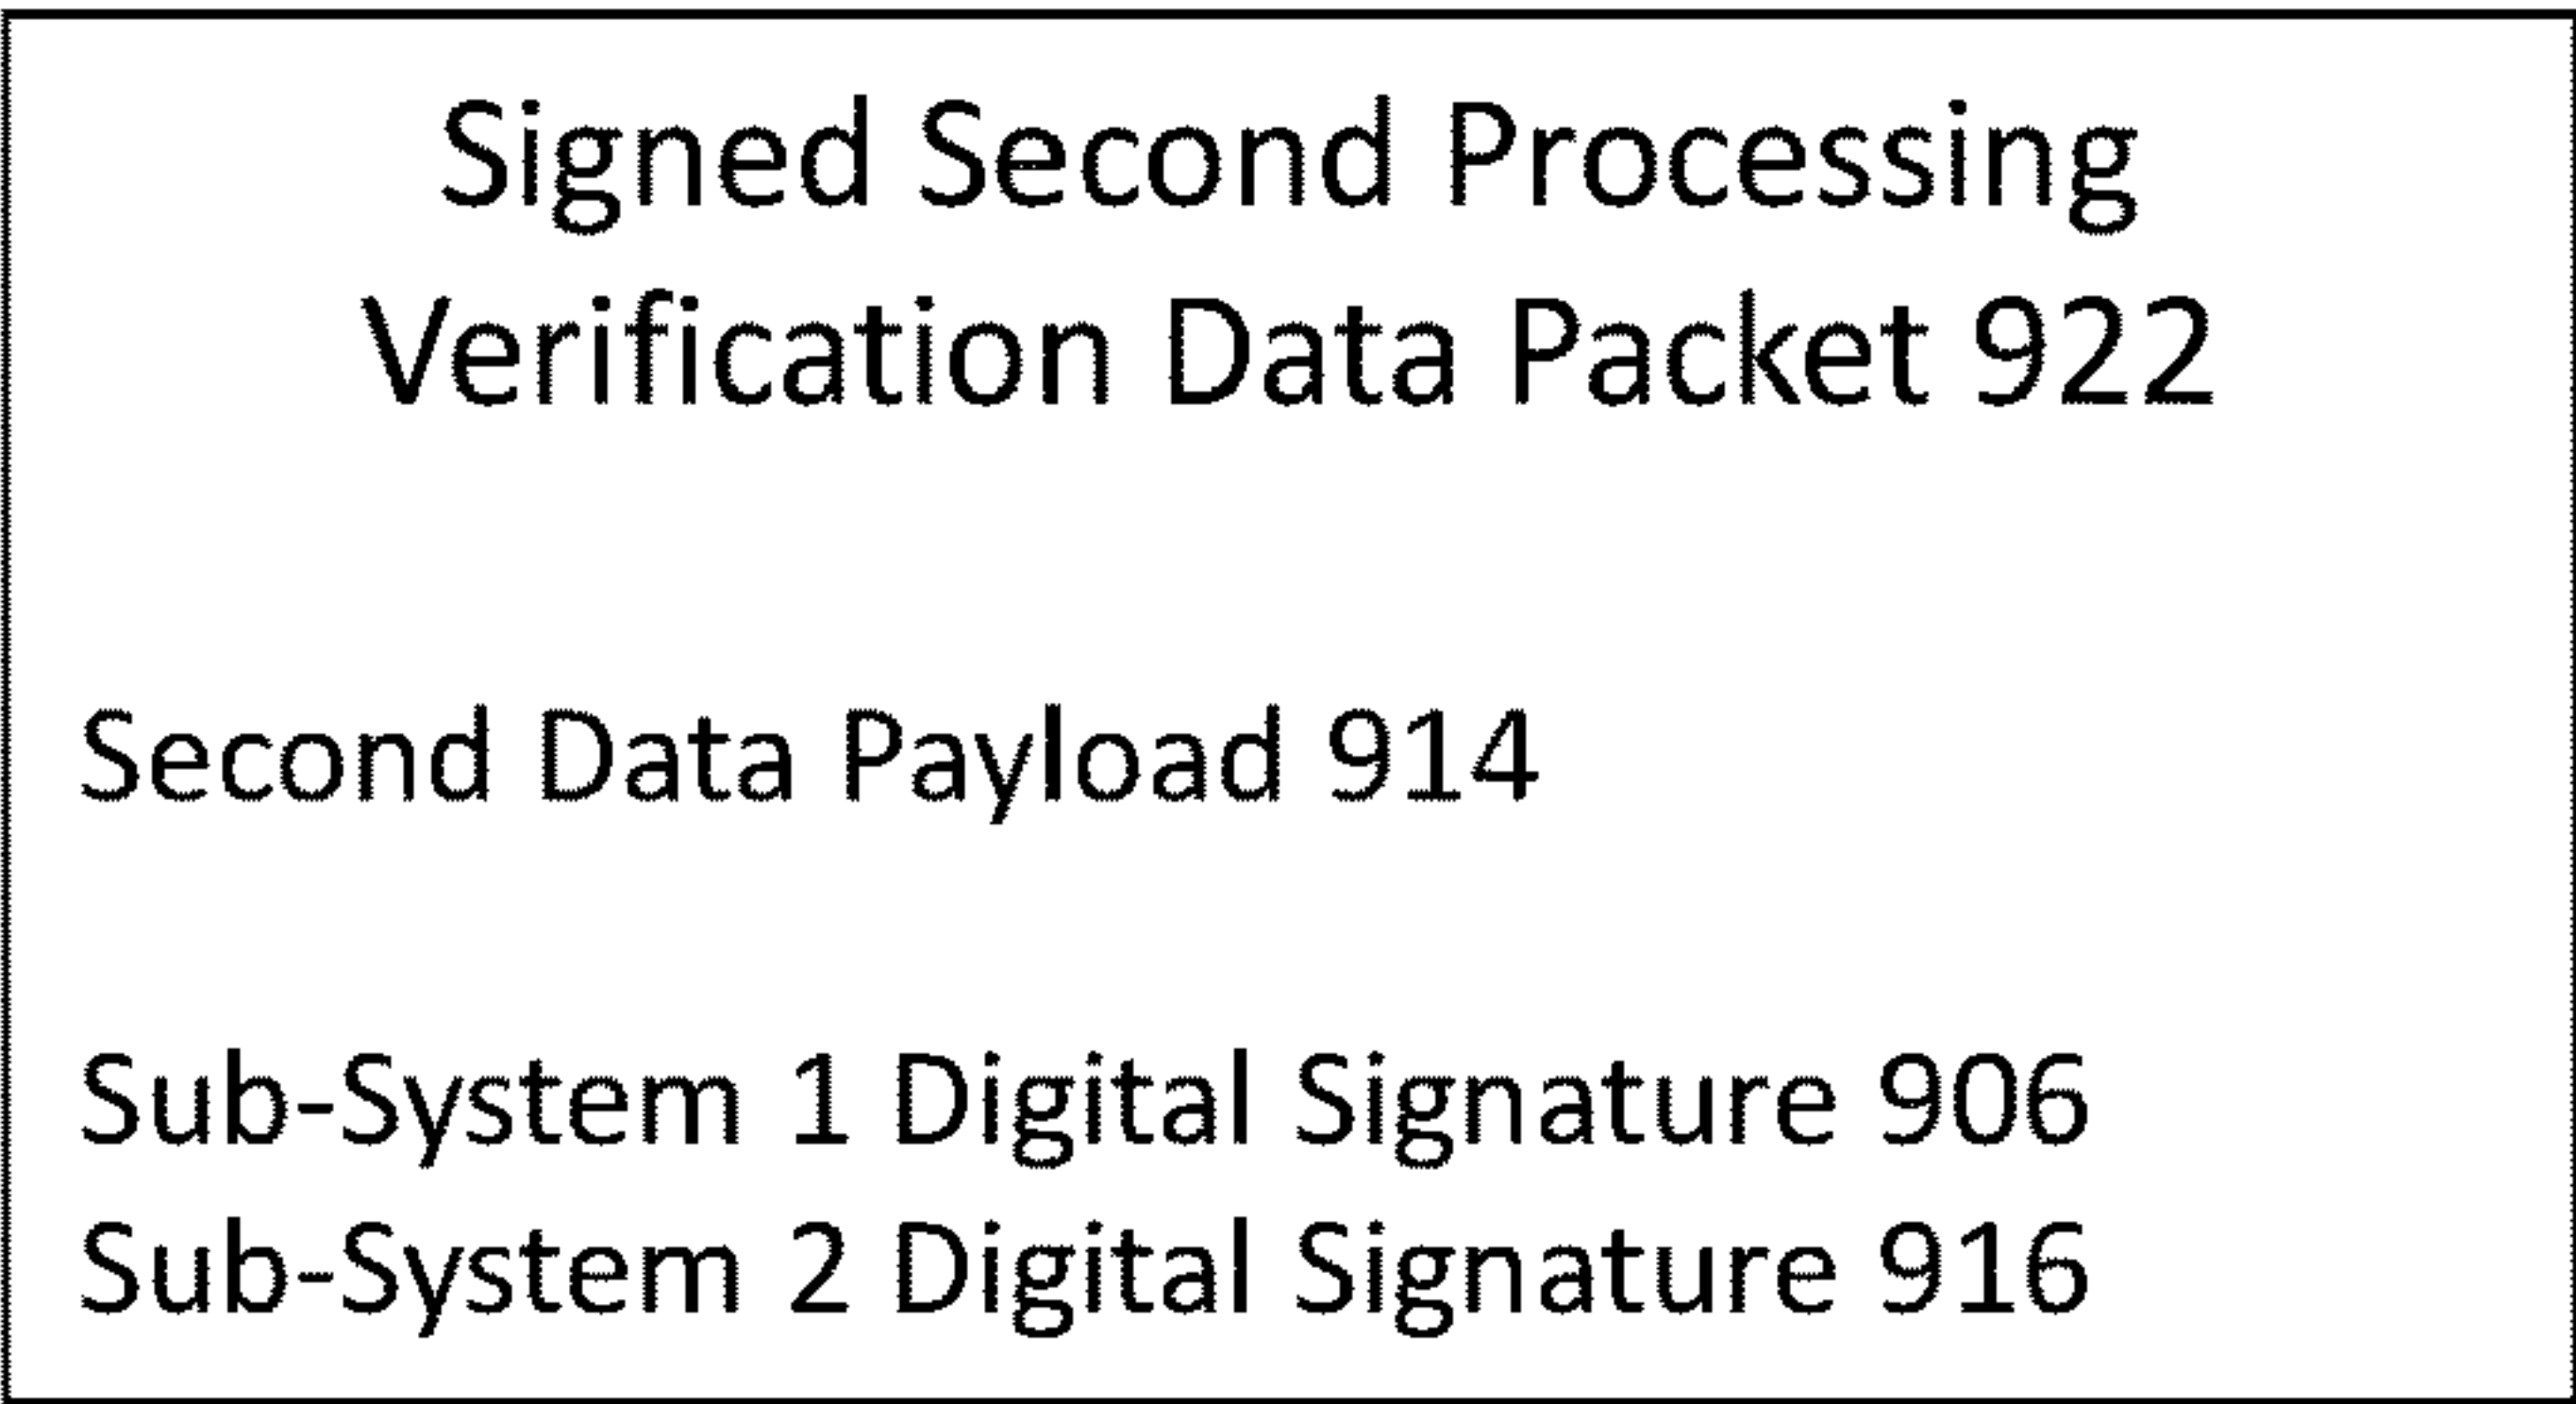 Signed Second Processing
Verification Data Packet 922
Second Data Payload 914
Sub-System 1 Digital Signature 906
Sub-System 2 Digital Signature 916